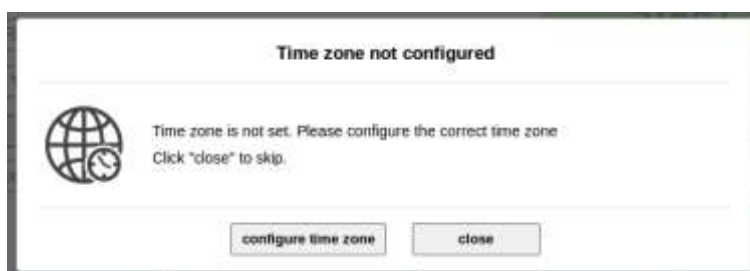 Time zone not configured
Time zone is not set. Please configure the correct time zone
Click "close" to skip.
configure time zone
close